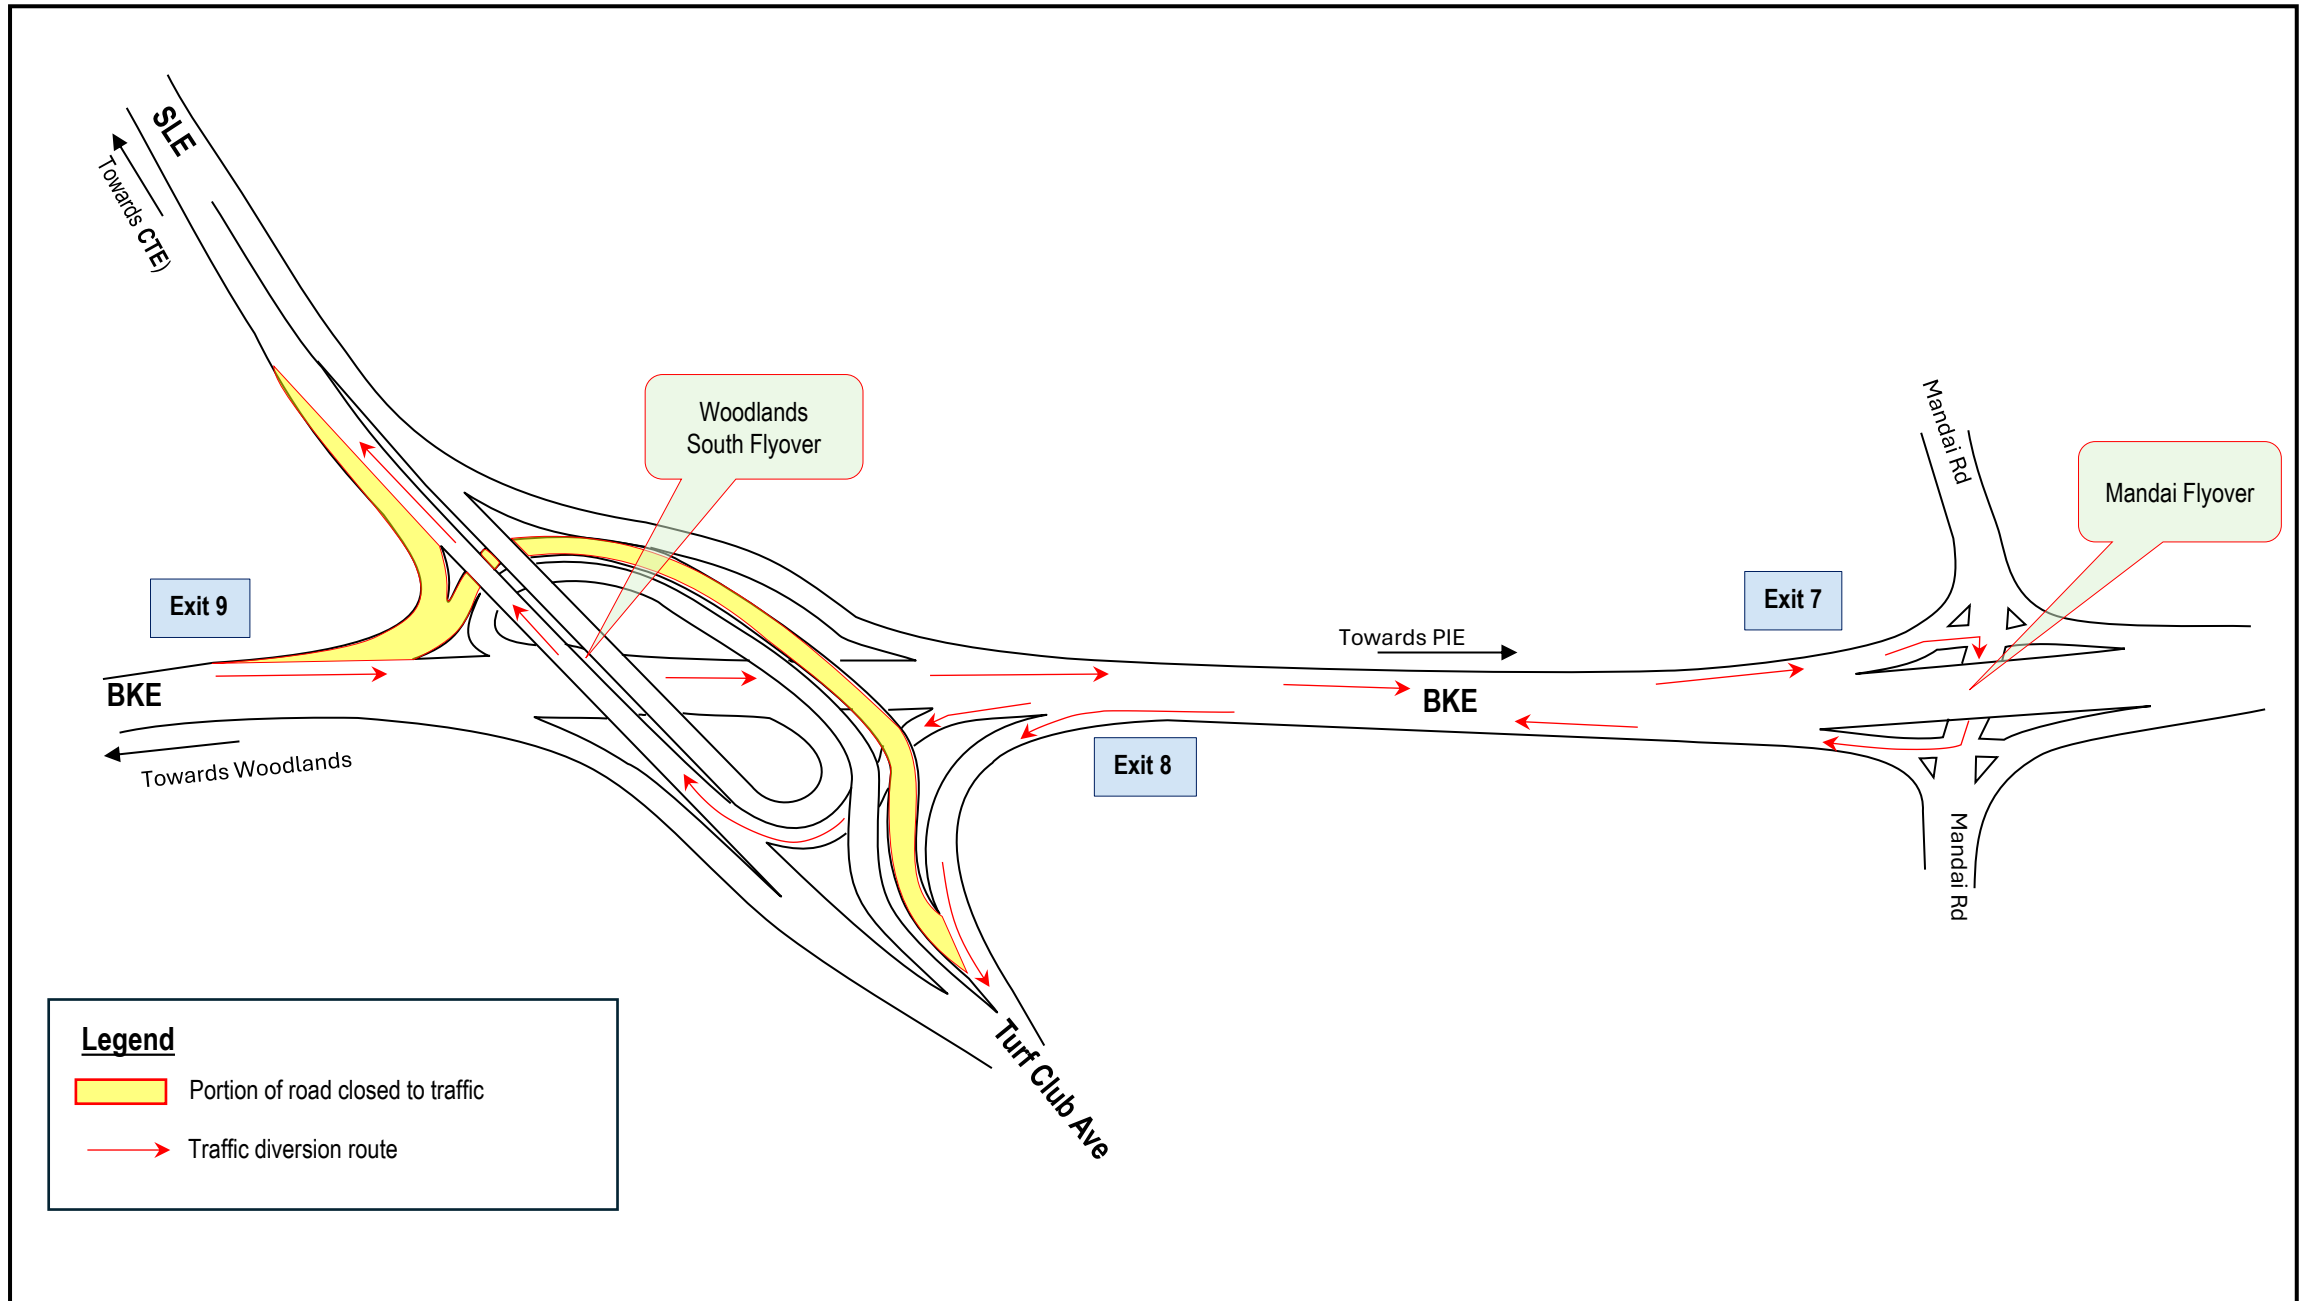 SLE
Towards CTE)
Woodlands
South Flyover
Mandai Rd
Mandai Flyover
Exit 9
Exit 7
Towards PIE
BKE
BKE
Towards Woodlands
Exit 8
Mandai Rd
Turf Club Ave
Legend
Portion of road closed to traffic
Traffic diversion route